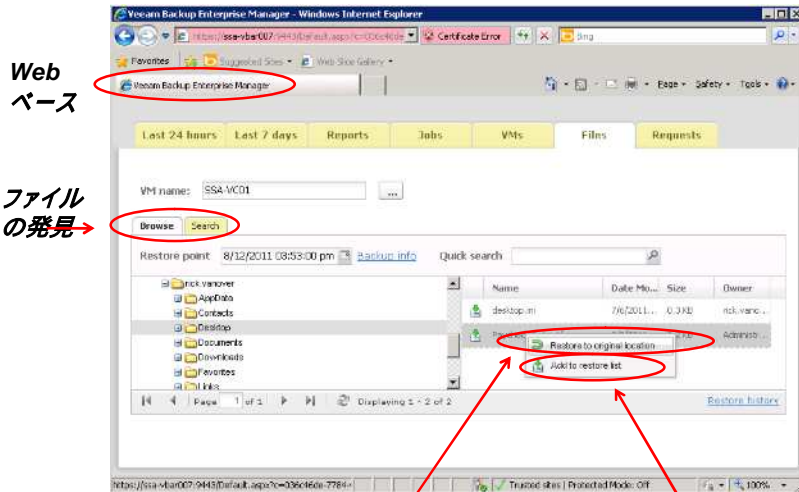 Veeam Backup Enterprise Manager - Windows Internet Explorer
Certificate Error
Bing
Favorites Suggested Sites Web Slice Gallery
Web
ベース
Veeam Backup Enterprise Manager
Page Safety Tools
Last 24 hours Last 7 days Reports Jobs VMs Files Requests
VM name: SSA-VC01 ...
ファイル
の発見
Browse Search
Restore point 8/12/2011 03:53:00 pm Backup info Quick search
Name Date Mo... Size Owner
rick.vanover
AppData
Contacts
desktop.ini 7/6/2011... rick.vano...
Desktop
Administ...
Documents
Restore to original location
Downloads
Add to restore list
Favorites
Links
Page 1 of 1 Displaying 1 - 2 of 2 Restore history
Trusted sites | Protected Mode: Off 100%